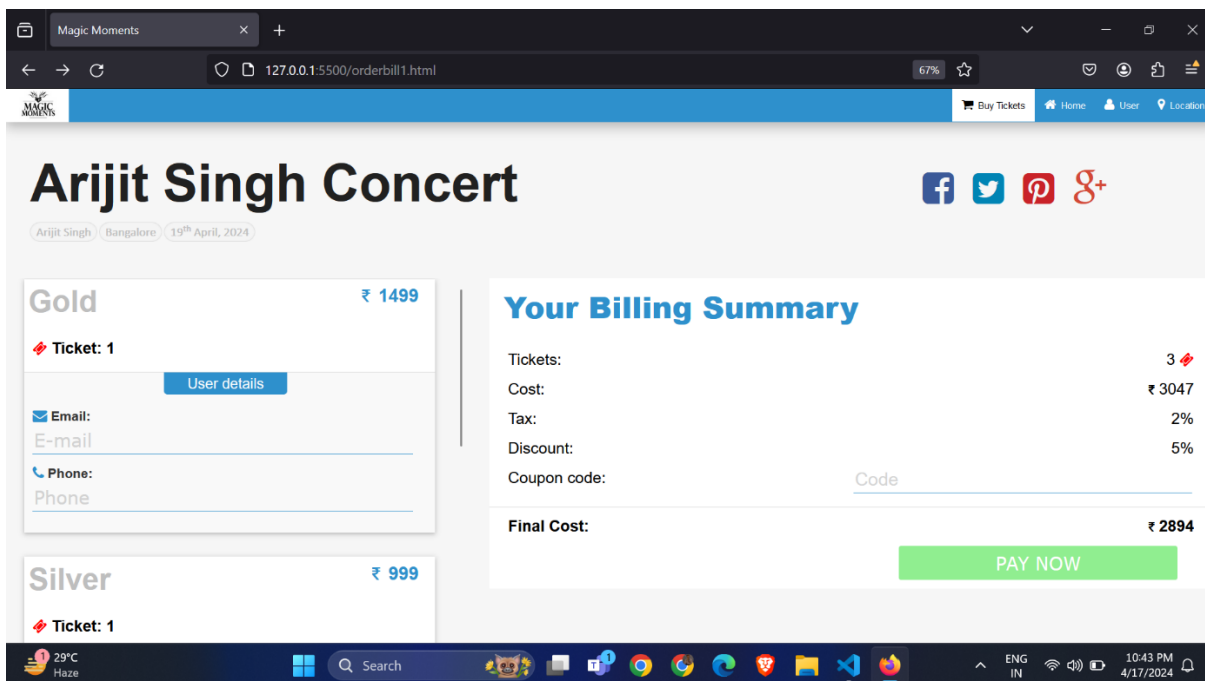 Magic Moments
127.0.0.1:5500/orderbill1.html
67%
MAGIC
MOMENTS
Buy Tickets Home User Location
Arijit Singh Concert
Arijit Singh Bangalore 19th April, 2024
Gold ₹ 1499
Ticket: 1
User details
Email:
E-mail
Phone:
Phone
Silver ₹ 999
Ticket: 1
Your Billing Summary
Tickets: 3
Cost: ₹ 3047
Tax: 2%
Discount: 5%
Coupon code: Code
Final Cost: ₹ 2894
PAY NOW
1
29°C
Haze
Search
1
ENG
IN
10:43 PM
4/17/2024